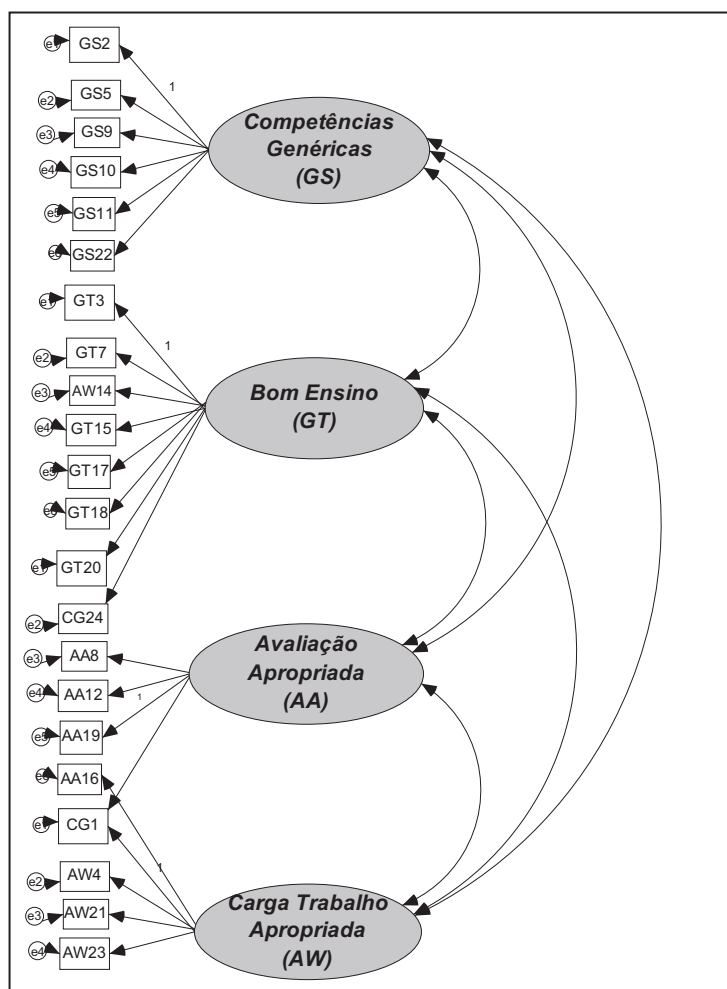 e1
GS2
1
e2
GS5
e3
GS9
e4
GS10
e5
GS11
GS22
Competências
Genéricas
(GS)
e1
GT3
1
e2
GT7
e3
AW14
e4
GT15
e5
GT17
GT18
e1
GT20
e2
CG24
Bom Ensino
(GT)
e3
AA8
e4
AA12
1
e5
AA19
AA16
e1
CG1
Avaliação
Apropriada
(AA)
1
e2
AW4
e3
AW21
e4
AW23
Carga Trabalho
Apropriada
(AW)